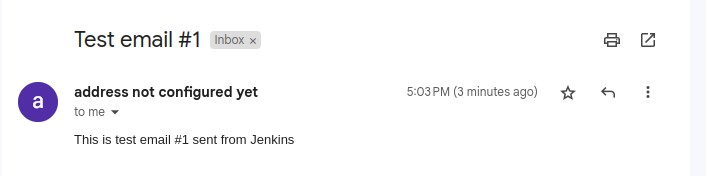 Test email #1 Inbox ×
a
address not configured yet 5:03 PM (3 minutes ago)
to me
This is test email #1 sent from Jenkins